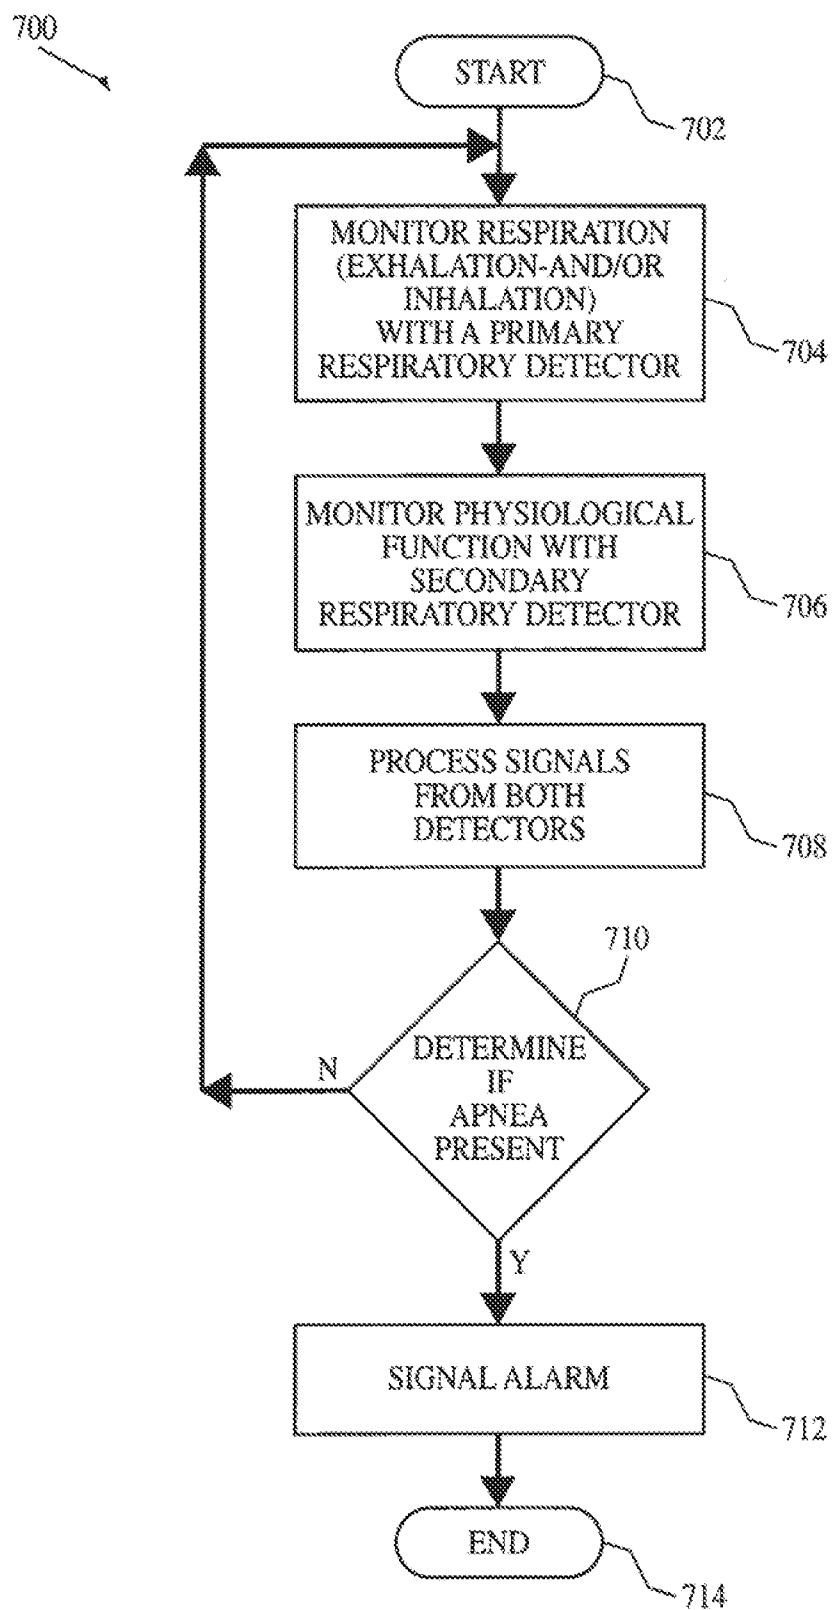 700
START
702
MONITOR RESPIRATION
(EXHALATION-AND/OR
INHALATION)
WITH A PRIMARY
RESPIRATORY DETECTOR
704
MONITOR PHYSIOLOGICAL
FUNCTION WITH
SECONDARY
RESPIRATORY DETECTOR
706
PROCESS SIGNALS
FROM BOTH
DETECTORS
708
710
DETERMINE
IF
APNEA
PRESENT
N
Y
SIGNAL ALARM
712
END
714